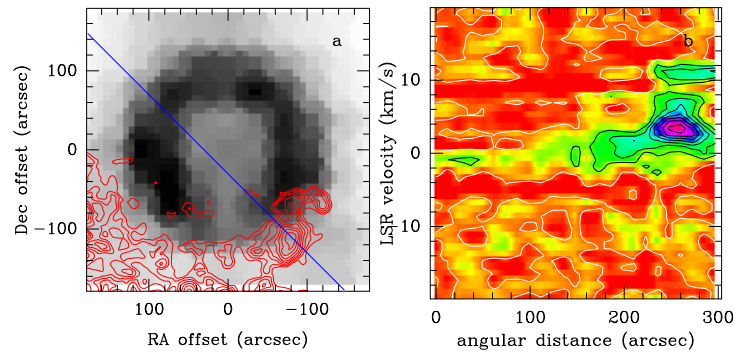 a
100
0
−100
Dec offset (arcsec)
100
0
−100
RA offset (arcsec)
b
10
0
10
LSR velocity (km/s)
0
100
200
300
angular distance (arcsec)